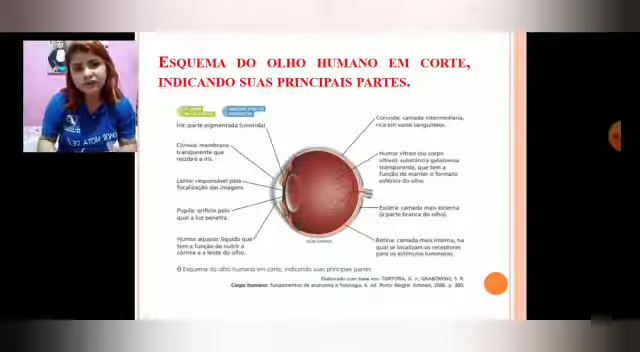 ESQUEMA DO OLHO HUMANO EM CORTE,
INDICANDO SUAS PRINCIPAIS PARTES.
Íris: parte pigmentada (colorida)
Córnea: membrana
transparente que
recobre a íris.
Lente: responsável pela
focalização das imagens
Pupila: orifício pelo
qual a luz penetra.
Humor aquoso: líquido que
tem a função de nutrir a
córnea e a lente do olho.
Corioide: camada intermediária,
rica em vasos sanguíneos.
Humor vítreo (ou corpo
vítreo): substância gelatinosa
transparente, que tem a
função de manter o formato
esférico do olho
Esclera: camada mais externa
(a parte branca do olho).
Retina: camada mais interna, na
qual se localizam os receptores
para os estímulos luminosos.
Esquema do olho humano em corte, indicando suas principais partes
Elaborado com base em: TORTORA, G. J.; GRABOWSKI, S. R.
Corpo humano: fundamentos de anatomia e fisiologia. 6. ed. Porto Alegre: Artmed, 2006. p. 300.